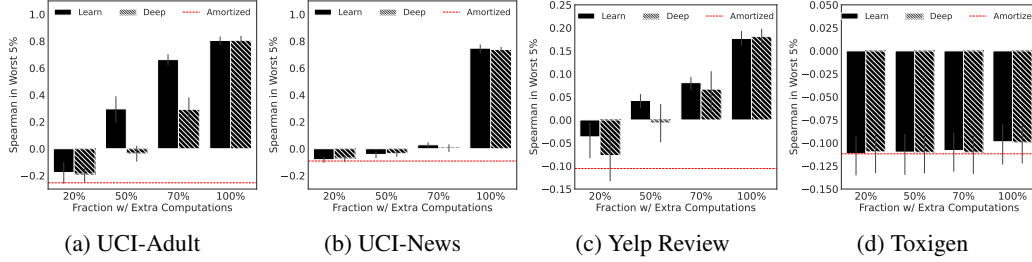 Learn Deep Amortized
Spearman in Worst 5%
1.0
0.8
0.6
0.4
0.2
0.0
−0.2
20% 50% 70% 100%
Fraction w/ Extra Computations
(a) UCI-Adult
Learn Deep Amortized
Spearman in Worst 5%
1.0
0.8
0.6
0.4
0.2
0.0
−0.2
20% 50% 70% 100%
Fraction w/ Extra Computations
(b) UCI-News
Learn Deep Amortized
Spearman in Worst 5%
0.25
0.20
0.15
0.10
0.05
0.00
−0.05
−0.10
−0.15
20% 50% 70% 100%
Fraction w/ Extra Computations
(c) Yelp Review
Learn Deep Amortized
Spearman in Worst 5%
0.000
−0.025
−0.050
−0.075
−0.100
−0.125
−0.150
20% 50% 70% 100%
Fraction w/ Extra Computations
(d) Toxigen